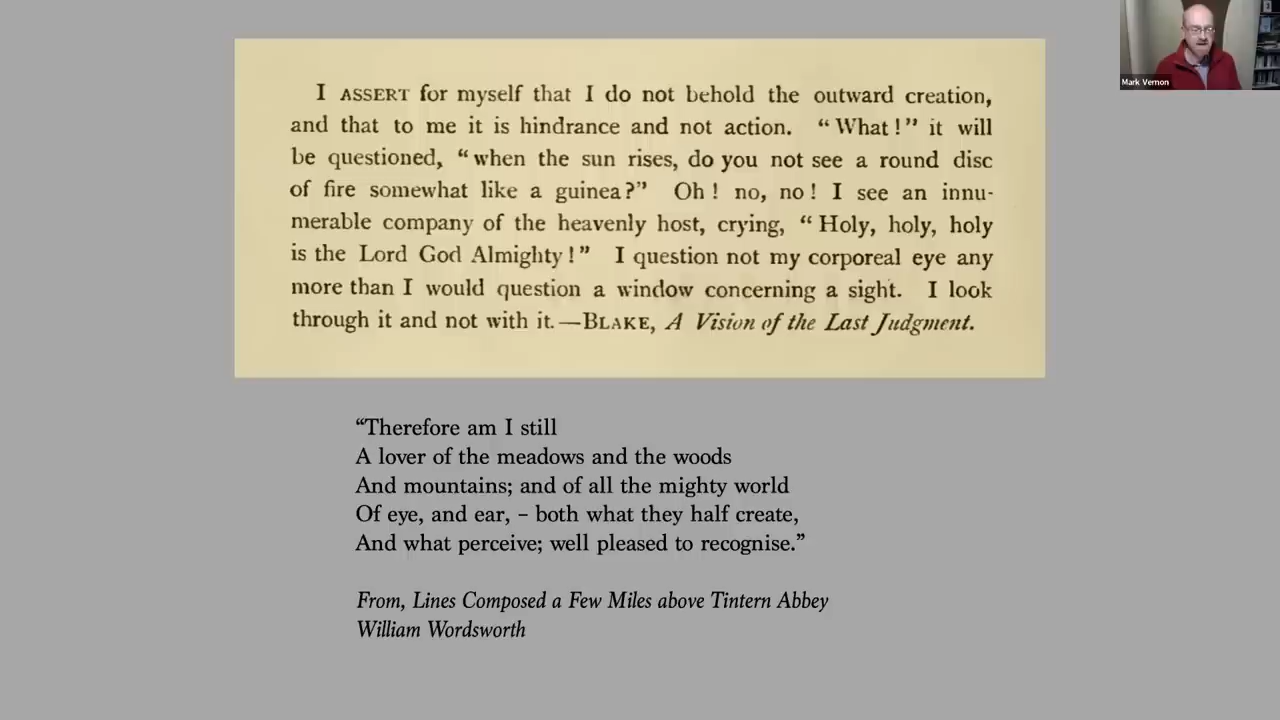 I ASSERT for myself that I do not behold the outward creation,
and that to me it is hindrance and not action. “What!” it will
be questioned, “when the sun rises, do you not see a round disc
of fire somewhat like a guinea?” Oh! no, no! I see an innu-
merable company of the heavenly host, crying, “Holy, holy, holy
is the Lord God Almighty!” I question not my corporeal eye any
more than I would question a window concerning a sight. I look
through it and not with it.—BLAKE, A Vision of the Last Judgment.
“Therefore am I still
A lover of the meadows and the woods
And mountains; and of all the mighty world
Of eye, and ear, – both what they half create,
And what perceive; well pleased to recognise.”
From, Lines Composed a Few Miles above Tintern Abbey
William Wordsworth
Mark Vernon